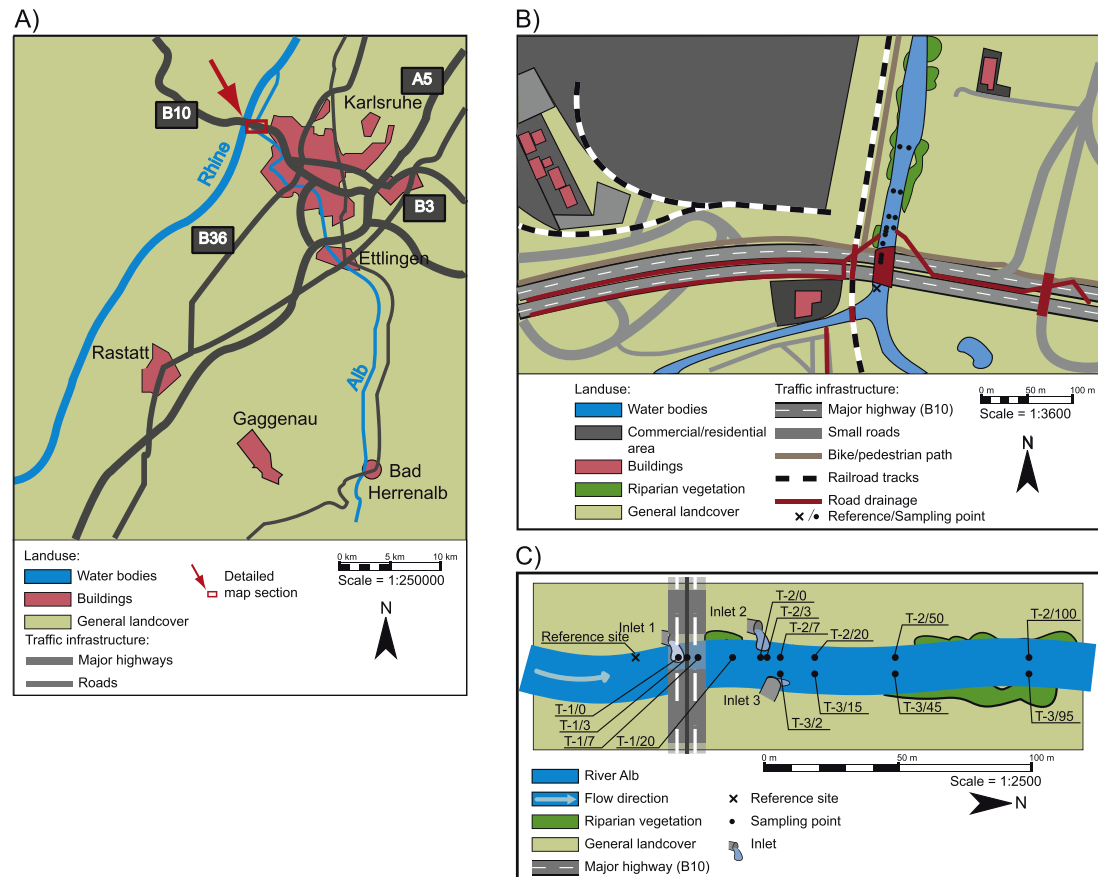 A)
A5
Karlsruhe
B10
Rhine
B3
B36
Ettlingen
Rastatt
Alb
Gaggenau
Bad
Herrenalb
Landuse:
Water bodies
Buildings
General landcover
Traffic infrastructure:
Major highways
Roads
Detailed
map section
0 km 5 km 10 km
Scale = 1:250000
N
B)
Landuse:
Water bodies
Commercial/residential
area
Buildings
Riparian vegetation
General landcover
Traffic infrastructure:
Major highway (B10)
Small roads
Bike/pedestrian path
Railroad tracks
Road drainage
Reference/Sampling point
0 m 50 m 100 m
Scale = 1:3600
N
C)
Reference site
Inlet 1
Inlet 2
T-2/0
T-2/3
T-2/7
T-2/20
T-2/50
T-2/100
T-1/0
T-1/3
T-1/7
T-1/20
Inlet 3
T-3/2
T-3/15
T-3/45
T-3/95
0 m 50 m 100 m
Scale = 1:2500
N
River Alb
Flow direction
Riparian vegetation
General landcover
Major highway (B10)
Reference site
Sampling point
Inlet